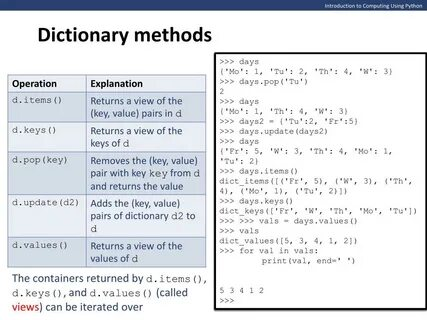 Introduction to Computing Using Python
Dictionary methods
Operation Explanation
d.items() Returns a view of the
(key, value) pairs in d
d.keys() Returns a view of the
keys of d
d.pop(key) Removes the (key, value)
pair with key key from d
and returns the value
d.update(d2) Adds the (key, value)
pairs of dictionary d2 to
d
d.values() Returns a view of the
values of d
The containers returned by d.items(),
d.keys(), and d.values() (called
views) can be iterated over
>>> days
{'Mo': 1, 'Tu': 2, 'Th': 4, 'W': 3}
>>> days.pop('Tu')
2
>>> days
{'Mo': 1, 'Th': 4, 'W': 3}
>>> days2 = {'Tu':2, 'Fr':5}
>>> days.update(days2)
>>> days
{'Fr': 5, 'W': 3, 'Th': 4, 'Mo': 1,
'Tu': 2}
>>> days.items()
dict_items([('Fr', 5), ('W', 3), ('Th',
4), ('Mo', 1), ('Tu', 2)])
>>> days.keys()
dict_keys(['Fr', 'W', 'Th', 'Mo', 'Tu'])
>>> >>> vals = days.values()
>>> vals
dict_values([5, 3, 4, 1, 2])
>>> for val in vals:
print(val, end=' ')
5 3 4 1 2
>>>